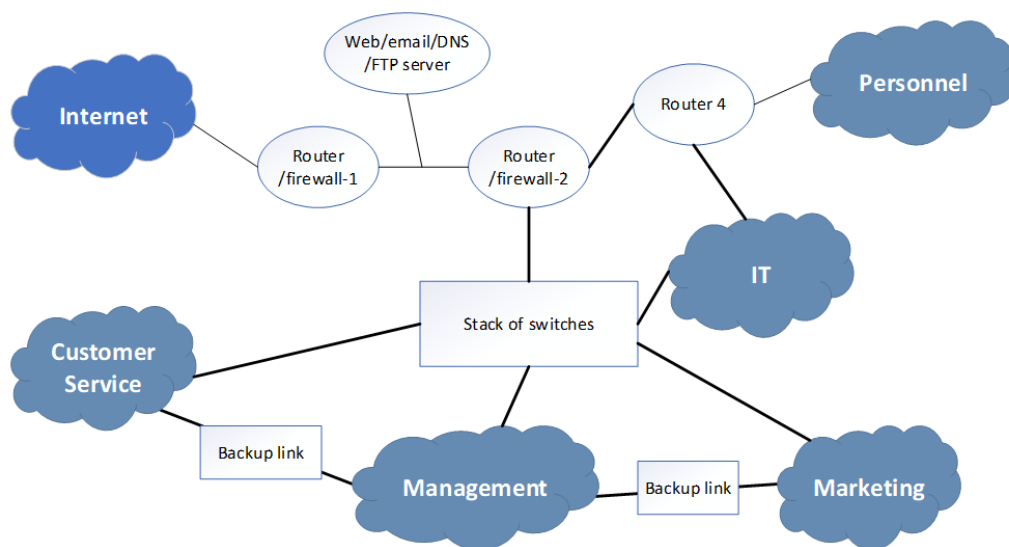 Web/email/DNS
/FTP server
Internet
Router 4
Personnel
Router
/firewall-1
Router
/firewall-2
IT
Stack of switches
Customer
Service
Backup link
Management
Backup link
Marketing